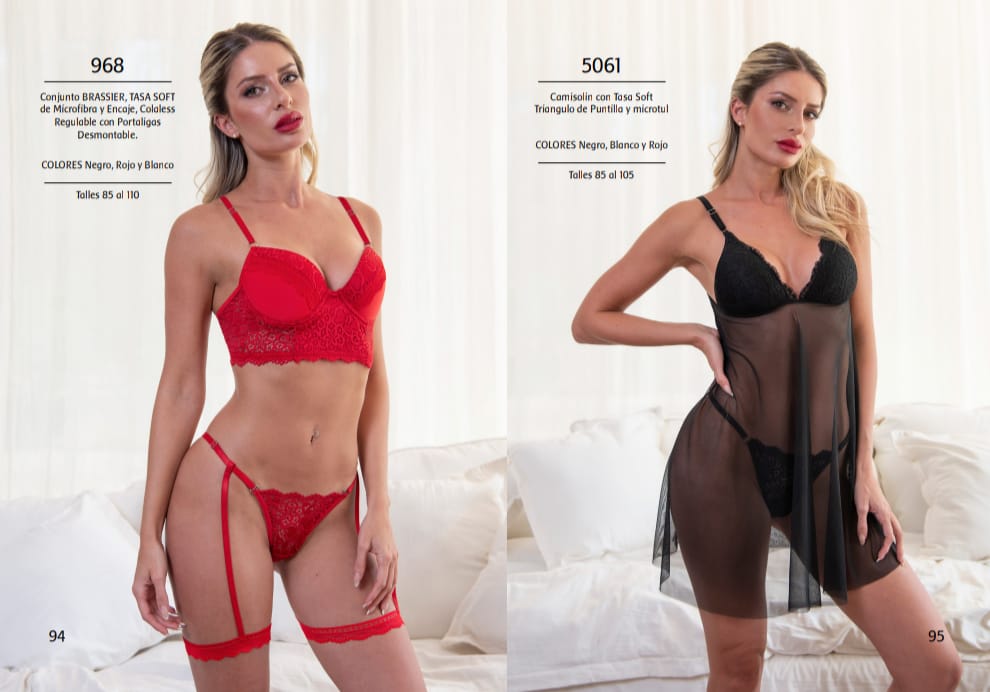 968
Conjunto BRASSIER, TASA SOFT
de Microfibra y Encaje, Colaless
Regulable con Portaligas
Desmontable.
COLORES Negro, Rojo y Blanco
Talles 85 al 110
94
5061
Camisolin con Tasa Soft
Triangulo de Puntilla y microtul
COLORES Negro, Blanco y Rojo
Talles 85 al 105
95